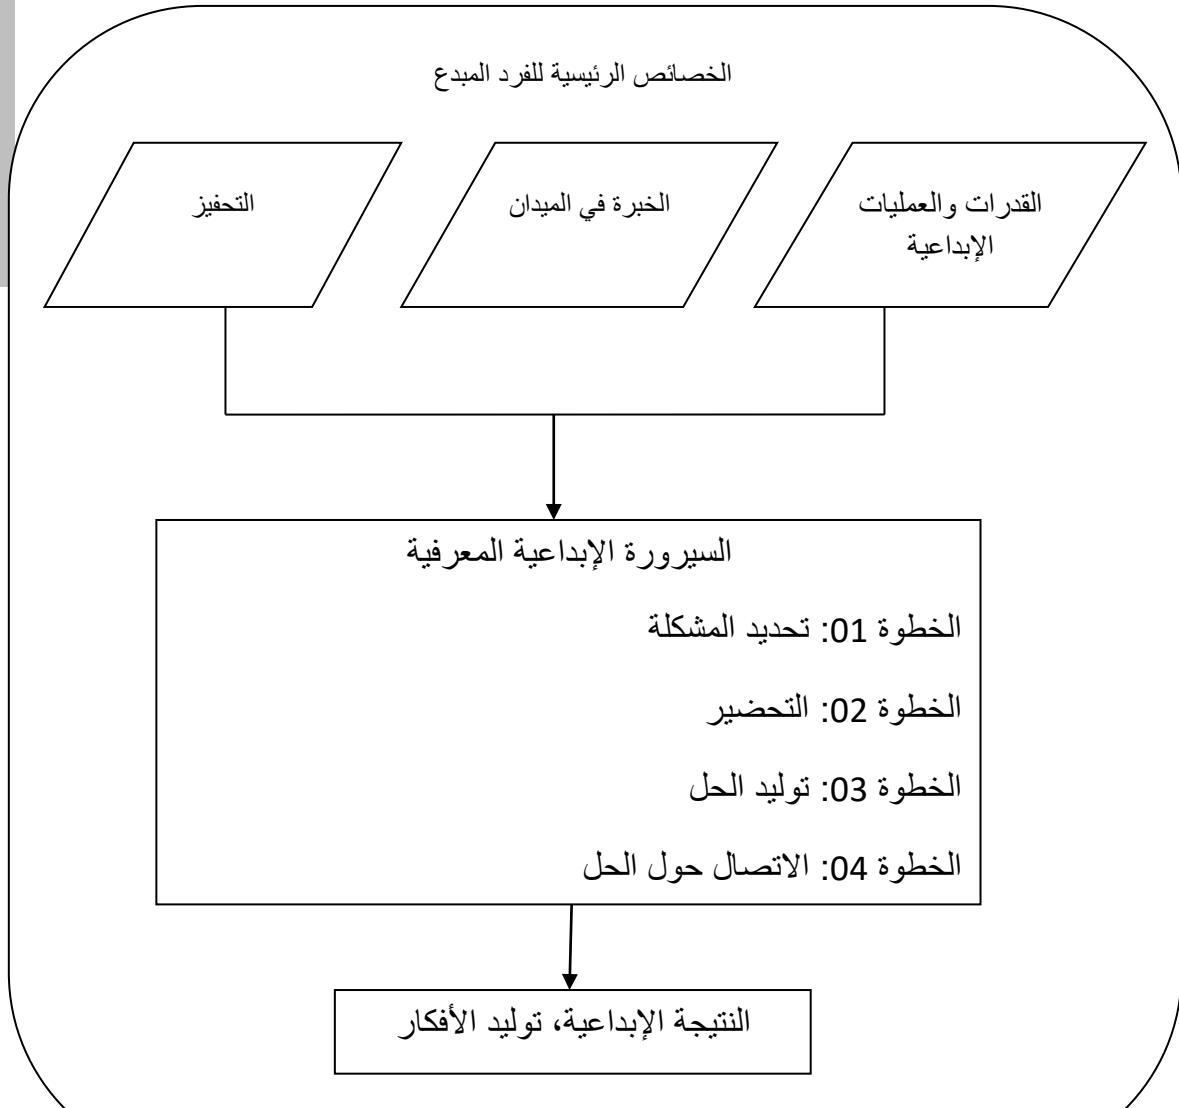 الخصائص الرئيسية للفرد المبدع
القدرات والعمليات
الإبداعية
الخبرة في الميدان
التحفيز
السيرورة الإبداعية المعرفية
الخطوة 01: تحديد المشكلة
الخطوة 02: التحضير
الخطوة 03: توليد الحل
الخطوة 04: الاتصال حول الحل
النتيجة الإبداعية، توليد الأفكار